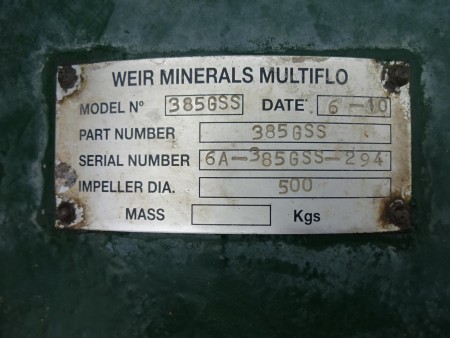 WEIR MINERALS MULTIFLO
MODEL Nº 385GSS DATE 6-10
PART NUMBER 385GSS
SERIAL NUMBER 6A-385GSS-294
IMPELLER DIA. 500
MASS Kgs